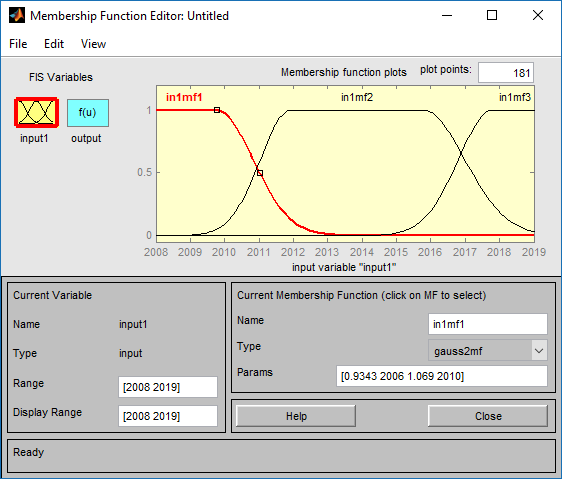 Membership Function Editor: Untitled
File Edit View
FIS Variables
f(u)
input1 output
Membership function plots plot points: 181
in1mf1 in1mf2 in1mf3
1
0.5
0
2008 2009 2010 2011 2012 2013 2014 2015 2016 2017 2018 2019
input variable "input1"
Current Variable
Name input1
Type input
Range [2008 2019]
Display Range [2008 2019]
Current Membership Function (click on MF to select)
Name in1mf1
Type gauss2mf
Params [0.9343 2006 1.069 2010]
Help Close
Ready